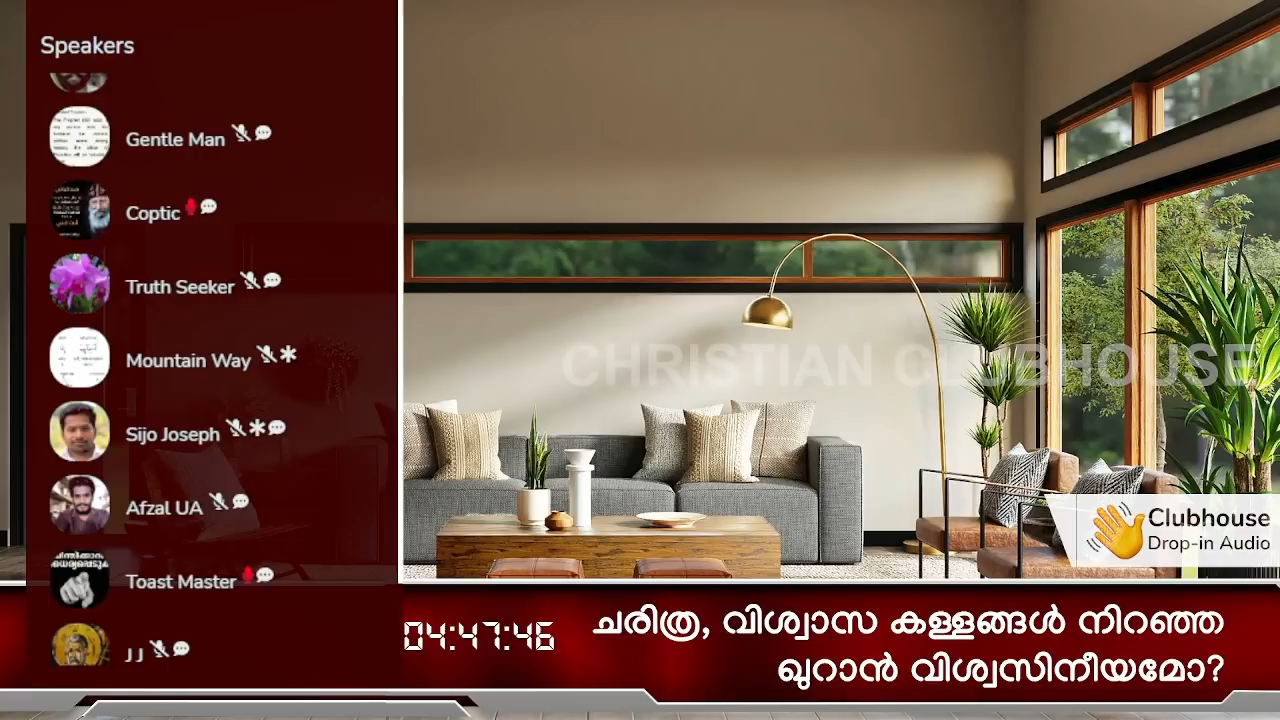 Speakers
Gentle Man
Coptic
Truth Seeker
Mountain Way
Sijo Joseph
Afzal UA
Toast Master
JJ
CHRISTIAN CLUBHOUSE
Clubhouse
Drop-in Audio
04:47:46
ചരിത്ര, വിശ്വാസ കള്ളങ്ങൾ നിറഞ്ഞ
ഖുറാൻ വിശ്വസിനീയമോ?